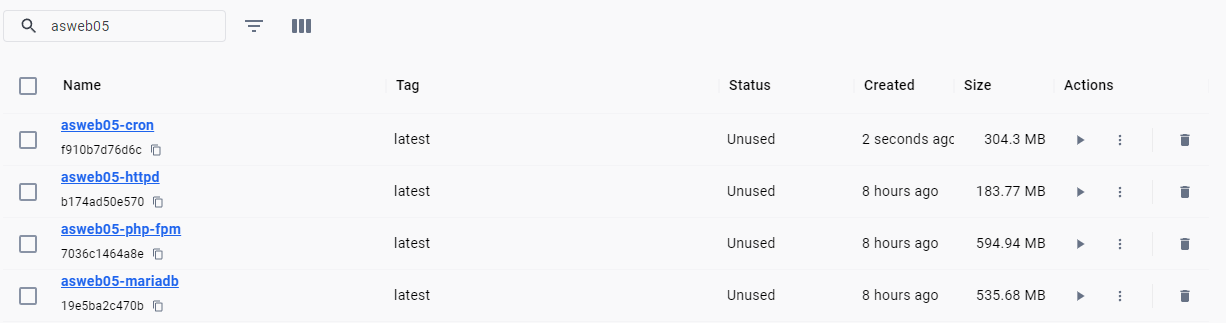 asweb05
Name Tag Status Created Size Actions
asweb05-cron
latest Unused 2 seconds ago 304.3 MB
f910b7d76d6c
asweb05-httpd
latest Unused 8 hours ago 183.77 MB
b174ad50e570
asweb05-php-fpm
latest Unused 8 hours ago 594.94 MB
7036c1464a8e
asweb05-mariadb
latest Unused 8 hours ago 535.68 MB
19e5ba2c470b